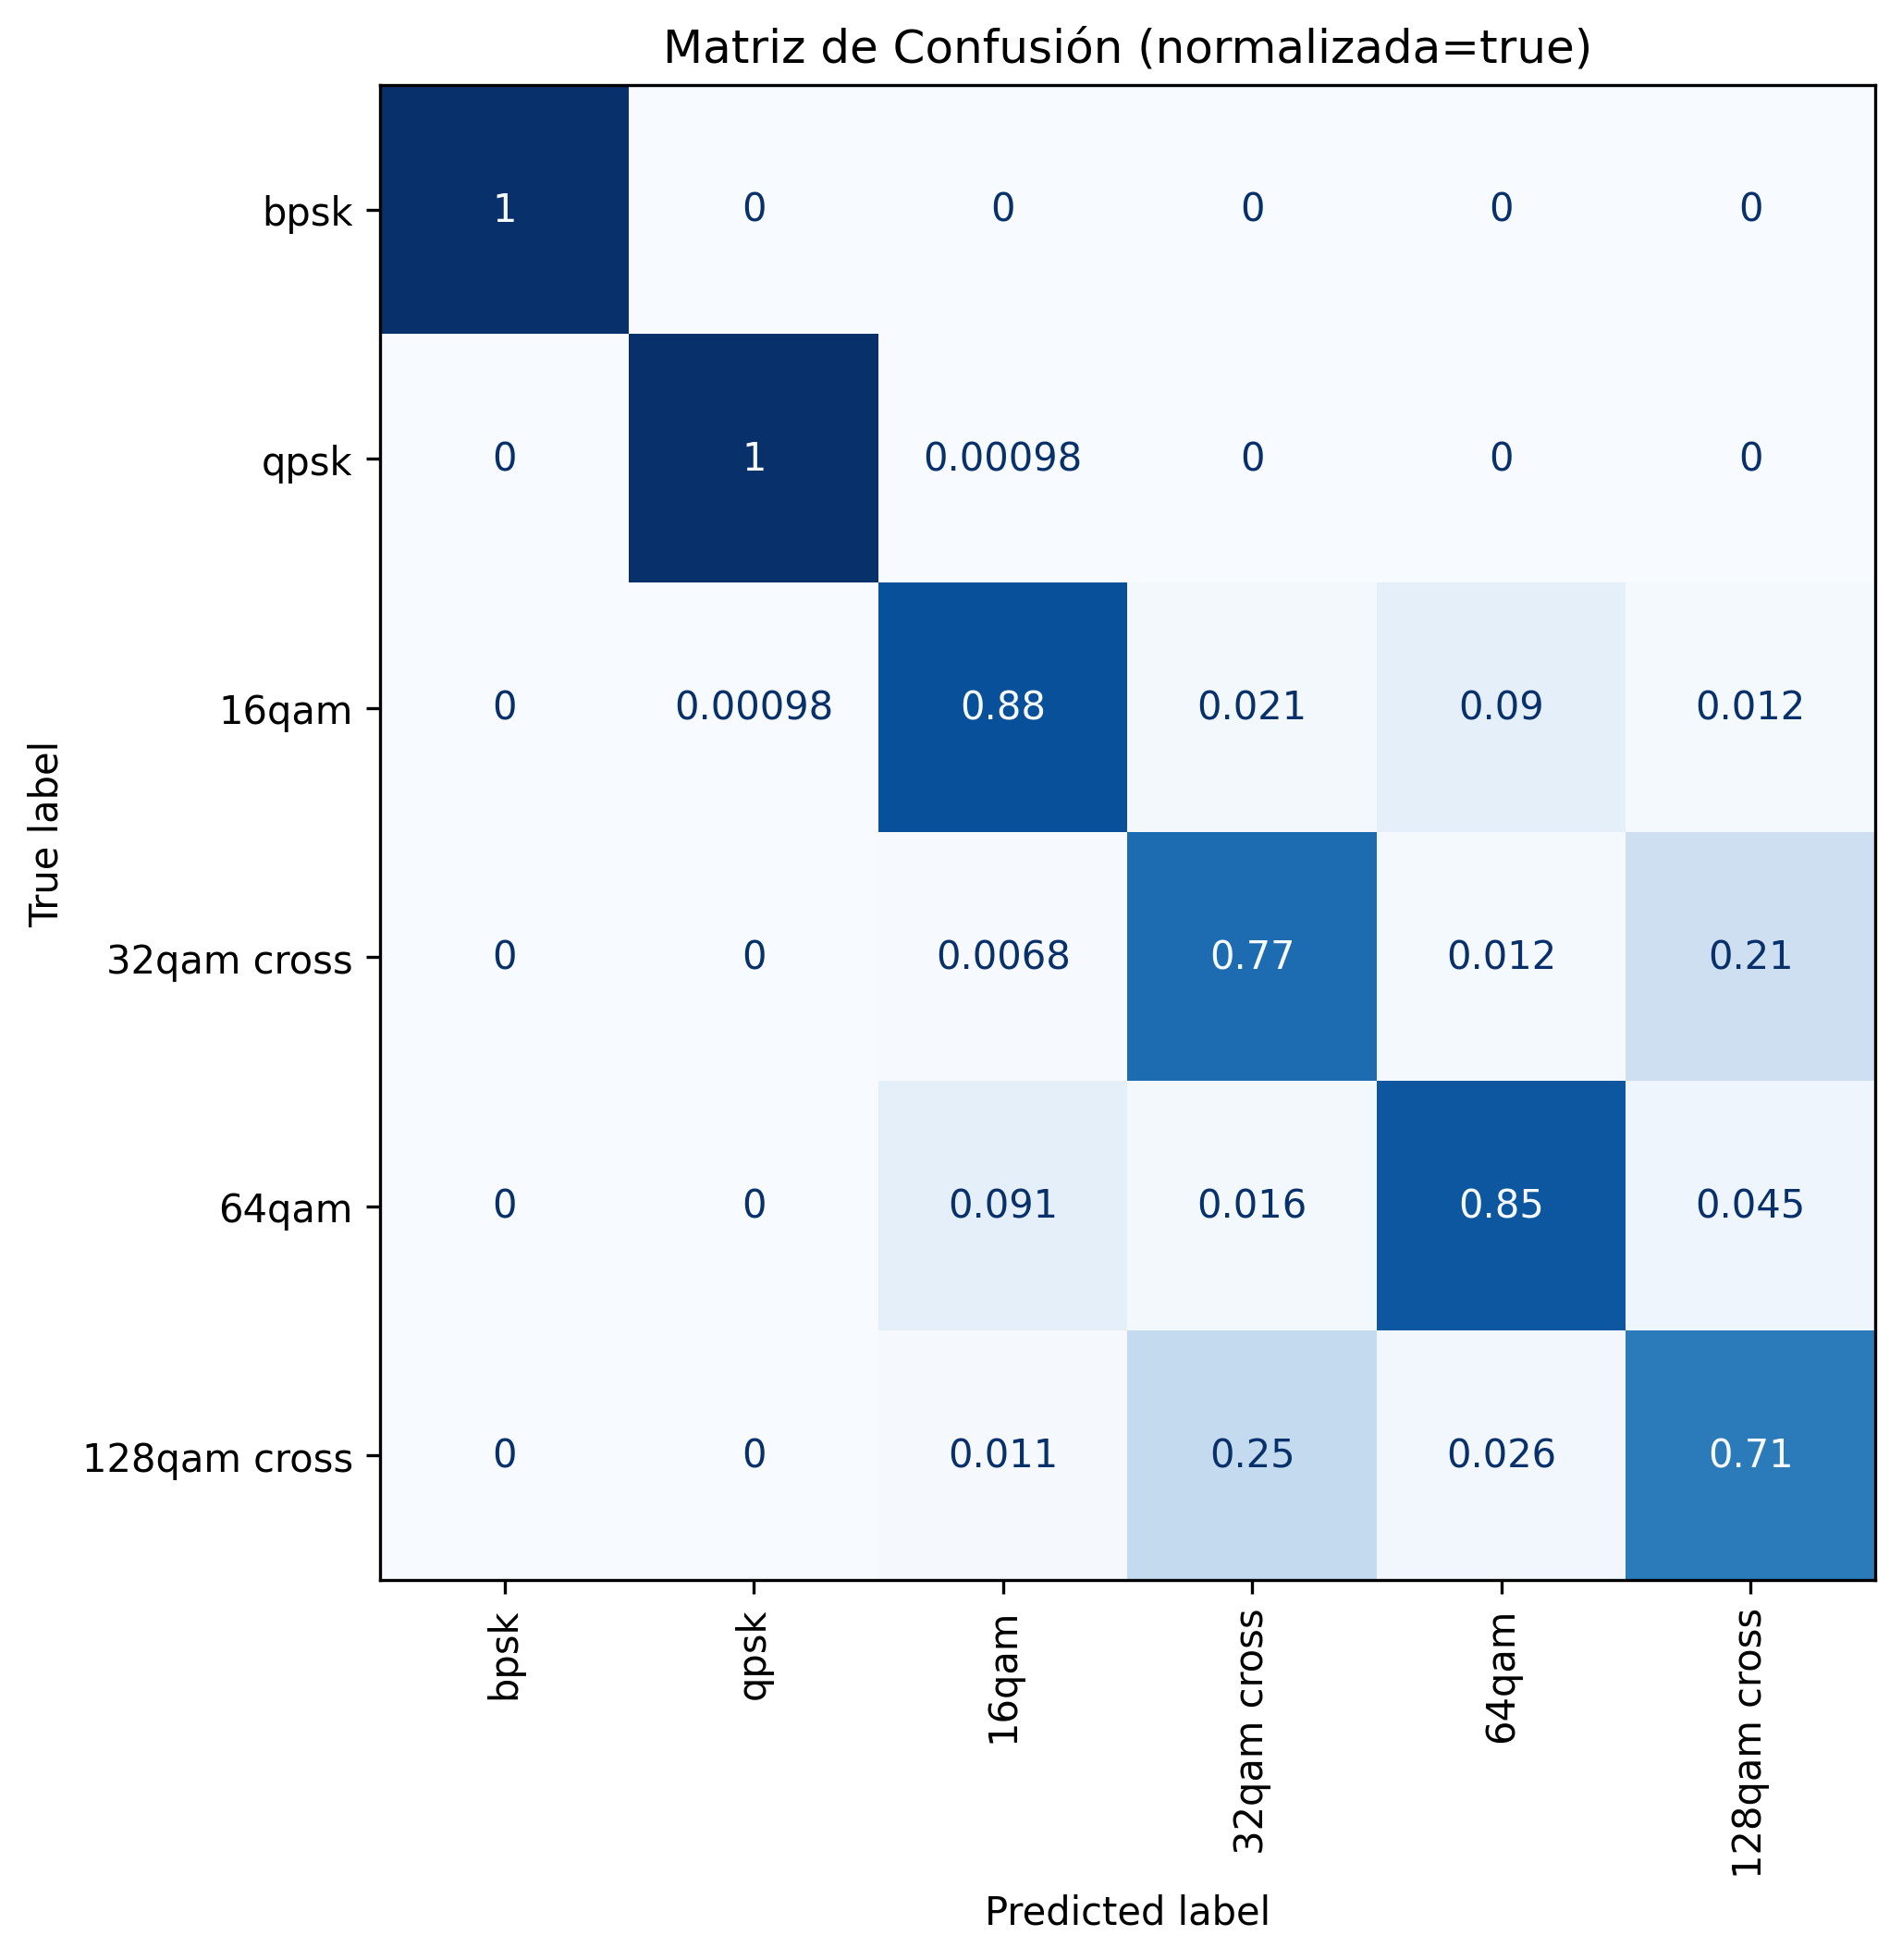 Matriz de Confusión (normalizada=true)
True label
bpsk
1 0 0 0 0 0
qpsk
0 1 0.00098 0 0 0
16qam
0 0.00098 0.88 0.021 0.09 0.012
32qam cross
0 0 0.0068 0.77 0.012 0.21
64qam
0 0 0.091 0.016 0.85 0.045
128qam cross
0 0 0.011 0.25 0.026 0.71
bpsk
qpsk
16qam
32qam cross
64qam
128qam cross
Predicted label